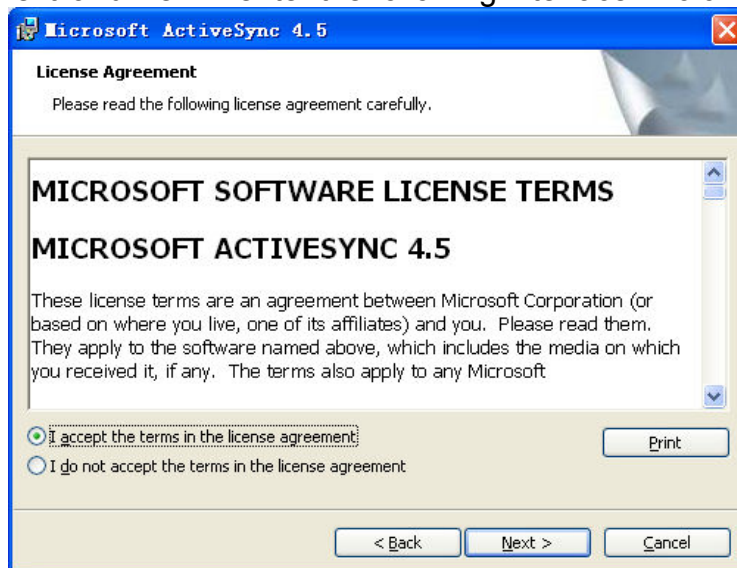 Microsoft ActiveSync 4.5
License Agreement
Please read the following license agreement carefully.
MICROSOFT SOFTWARE LICENSE TERMS
MICROSOFT ACTIVESYNC 4.5
These license terms are an agreement between Microsoft Corporation (or
based on where you live, one of its affiliates) and you. Please read them.
They apply to the software named above, which includes the media on which
you received it, if any. The terms also apply to any Microsoft
I accept the terms in the license agreement
Print
I do not accept the terms in the license agreement
< Back
Next >
Cancel